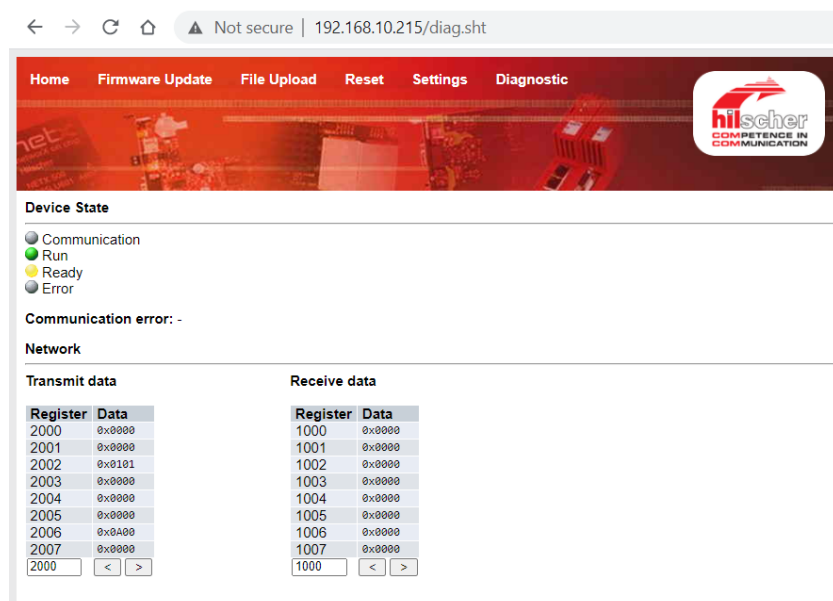 Not secure | 192.168.10.215/diag.sht
Home Firmware Update File Upload Reset Settings Diagnostic
hilscher
COMPETENCE IN
COMMUNICATION
net
NETX 500
Device State
Communication
Run
Ready
Error
Communication error: -
Network
Transmit data Receive data
Register Data Register Data
2000 0x0000 1000 0x0000
2001 0x0000 1001 0x0000
2002 0x0101 1002 0x0000
2003 0x0000 1003 0x0000
2004 0x0000 1004 0x0000
2005 0x0000 1005 0x0000
2006 0x0A00 1006 0x0000
2007 0x0000 1007 0x0000
2000 < > 1000 < >